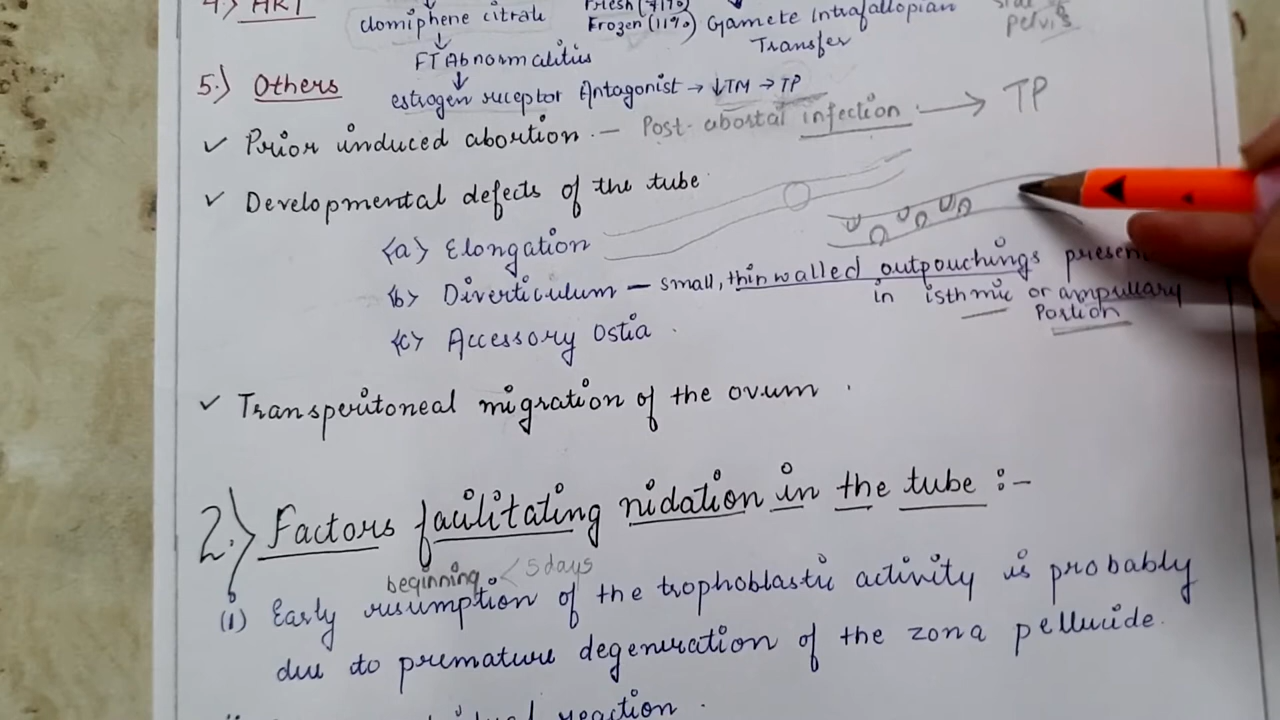 4.) ART
clomiphene citrate
Fresh (71%)
Frozen (11%)
Gamete Intrafallopian
Transfer
pelvis
FT Abnormalities
5.) Others
estrogen receptor Antagonist → ↓TM → TP
✓ Prior induced abortion. — Post-abortal infection → TP
✓ Developmental defects of the tube
(a) Elongation
(b) Diverticulum — small, thin walled outpouchings present
in isthmic or ampullary
Portion
(c) Accessory Ostia.
✓ Transperitoneal migration of the ovum.
2.) Factors facilitating nidation in the tube :-
beginning < 5 days
(i) Early resumption of the trophoblastic activity is probably
due to premature degeneration of the zona pellucide.
reaction.